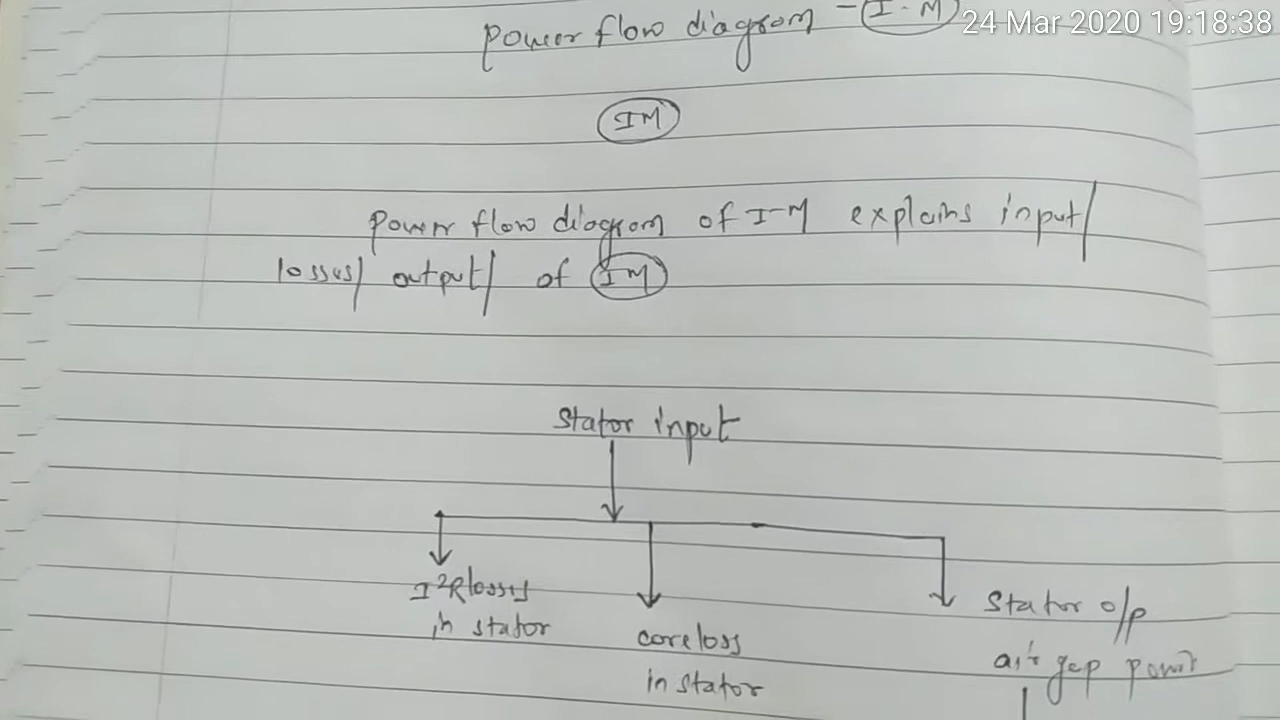 power flow diagram - I-M
24 Mar 2020 19:18:38
IM
power flow diagram of I-M explains input/
losses/ output/ of IM
Stator input
I²R losses
in stator
core loss
in stator
Stator o/p
air gap power